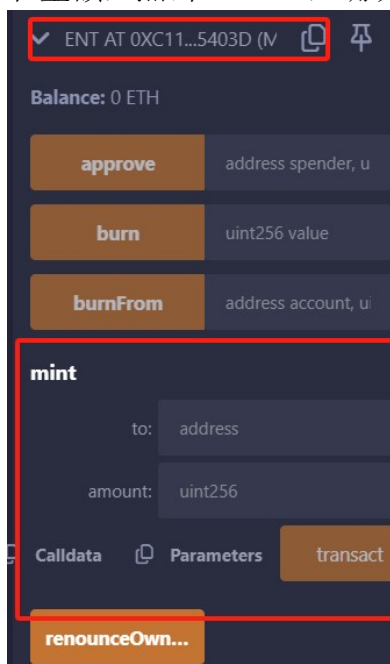 ENT AT 0XC11...5403D (M
Balance: 0 ETH
approve address spender, u
burn uint256 value
burnFrom address account, ui
mint
to: address
amount: uint256
Calldata Parameters transact
renounceOwn...